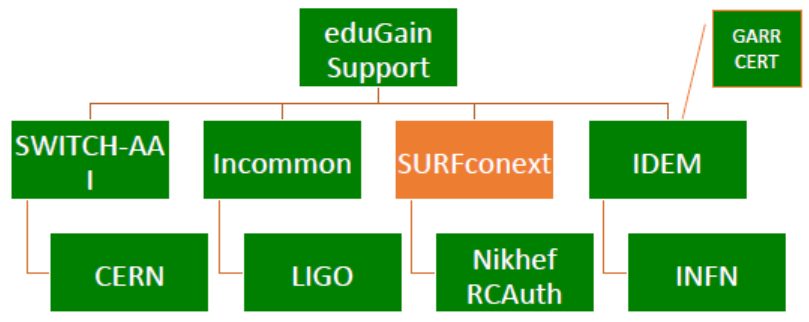 eduGain
Support
GARR
CERT
SWITCH-AA
I
Incommon
SURFconext
IDEM
CERN
LIGO
Nikhef
RCAuth
INFN